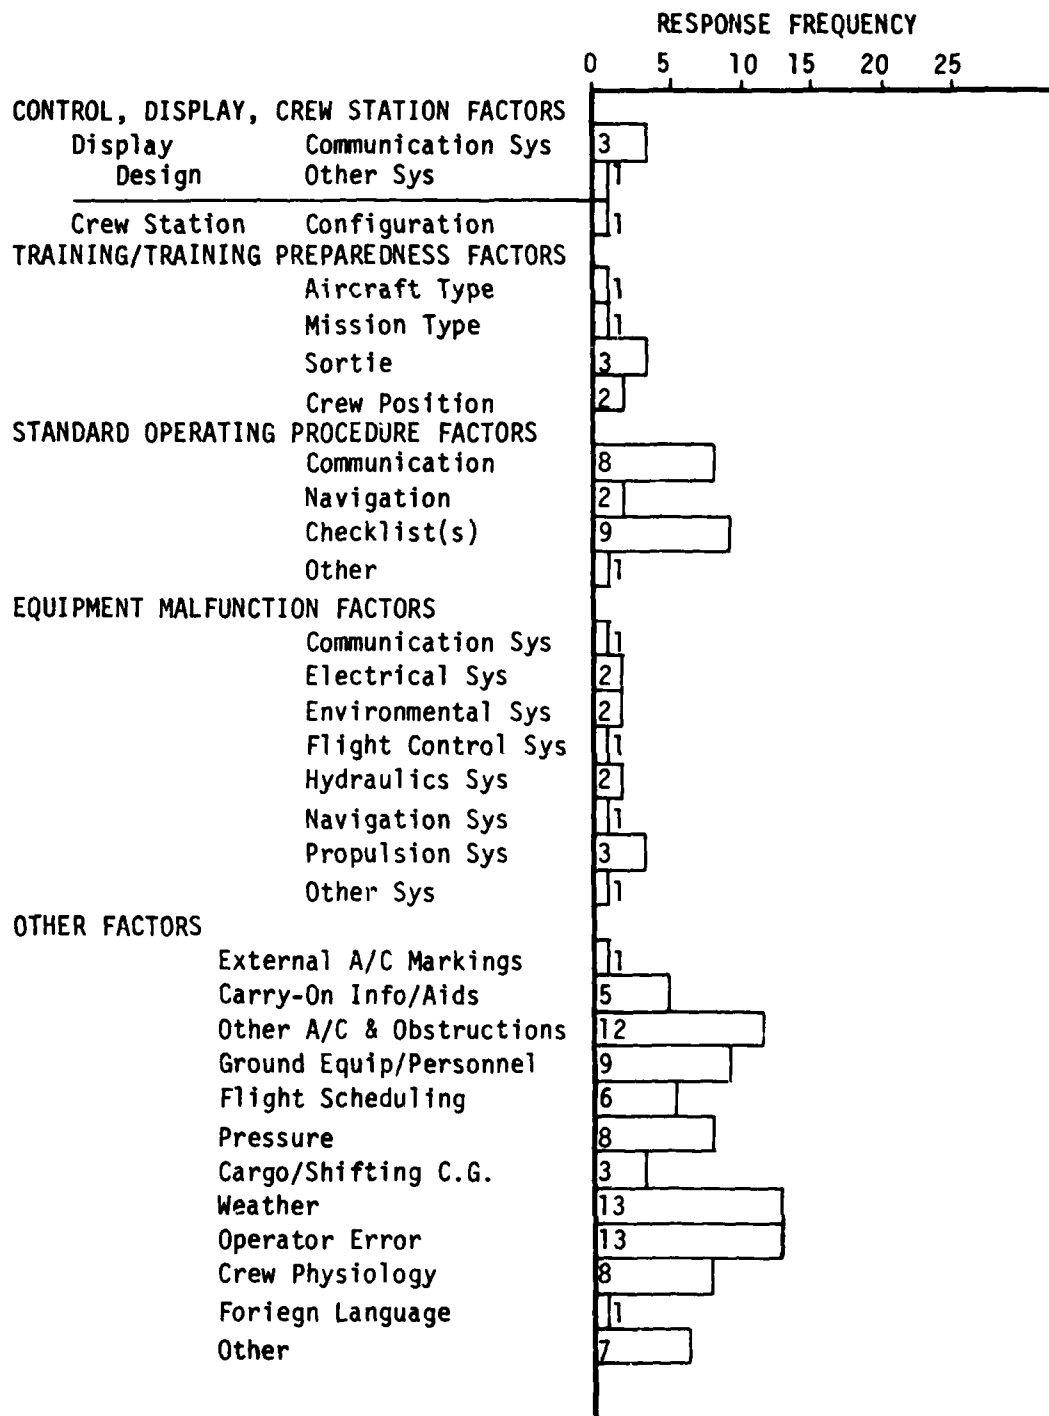 RESPONSE FREQUENCY
0 5 10 15 20 25
CONTROL, DISPLAY, CREW STATION FACTORS
Display Communication Sys 3
Design Other Sys 1
Crew Station Configuration 1
TRAINING/TRAINING PREPAREDNESS FACTORS
Aircraft Type 1
Mission Type 1
Sortie 3
Crew Position 2
STANDARD OPERATING PROCEDURE FACTORS
Communication 8
Navigation 2
Checklist(s) 9
Other 1
EQUIPMENT MALFUNCTION FACTORS
Communication Sys 1
Electrical Sys 2
Environmental Sys 2
Flight Control Sys 1
Hydraulics Sys 2
Navigation Sys 1
Propulsion Sys 3
Other Sys 1
OTHER FACTORS
External A/C Markings 1
Carry-On Info/Aids 5
Other A/C & Obstructions 12
Ground Equip/Personnel 9
Flight Scheduling 6
Pressure 8
Cargo/Shifting C.G. 3
Weather 13
Operator Error 13
Crew Physiology 8
Foriegn Language 1
Other 7